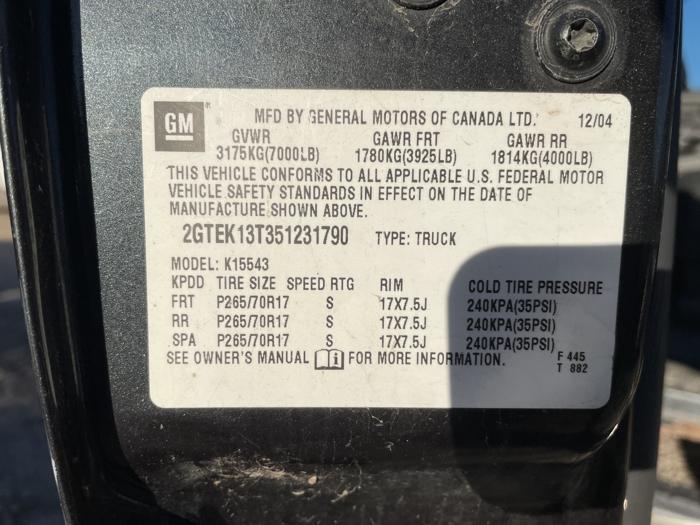 GM MFD BY GENERAL MOTORS OF CANADA LTD. 12/04
GVWR GAWR FRT GAWR RR
3175KG(7000LB) 1780KG(3925LB) 1814KG(4000LB)
THIS VEHICLE CONFORMS TO ALL APPLICABLE U.S. FEDERAL MOTOR
VEHICLE SAFETY STANDARDS IN EFFECT ON THE DATE OF
MANUFACTURE SHOWN ABOVE.
2GTEK13T351231790 TYPE: TRUCK
MODEL: K15543
KPDD TIRE SIZE SPEED RTG RIM COLD TIRE PRESSURE
FRT P265/70R17 S 17X7.5J 240KPA(35PSI)
RR P265/70R17 S 17X7.5J 240KPA(35PSI)
SPA P265/70R17 S 17X7.5J 240KPA(35PSI)
SEE OWNER'S MANUAL FOR MORE INFORMATION. F 445
T 882